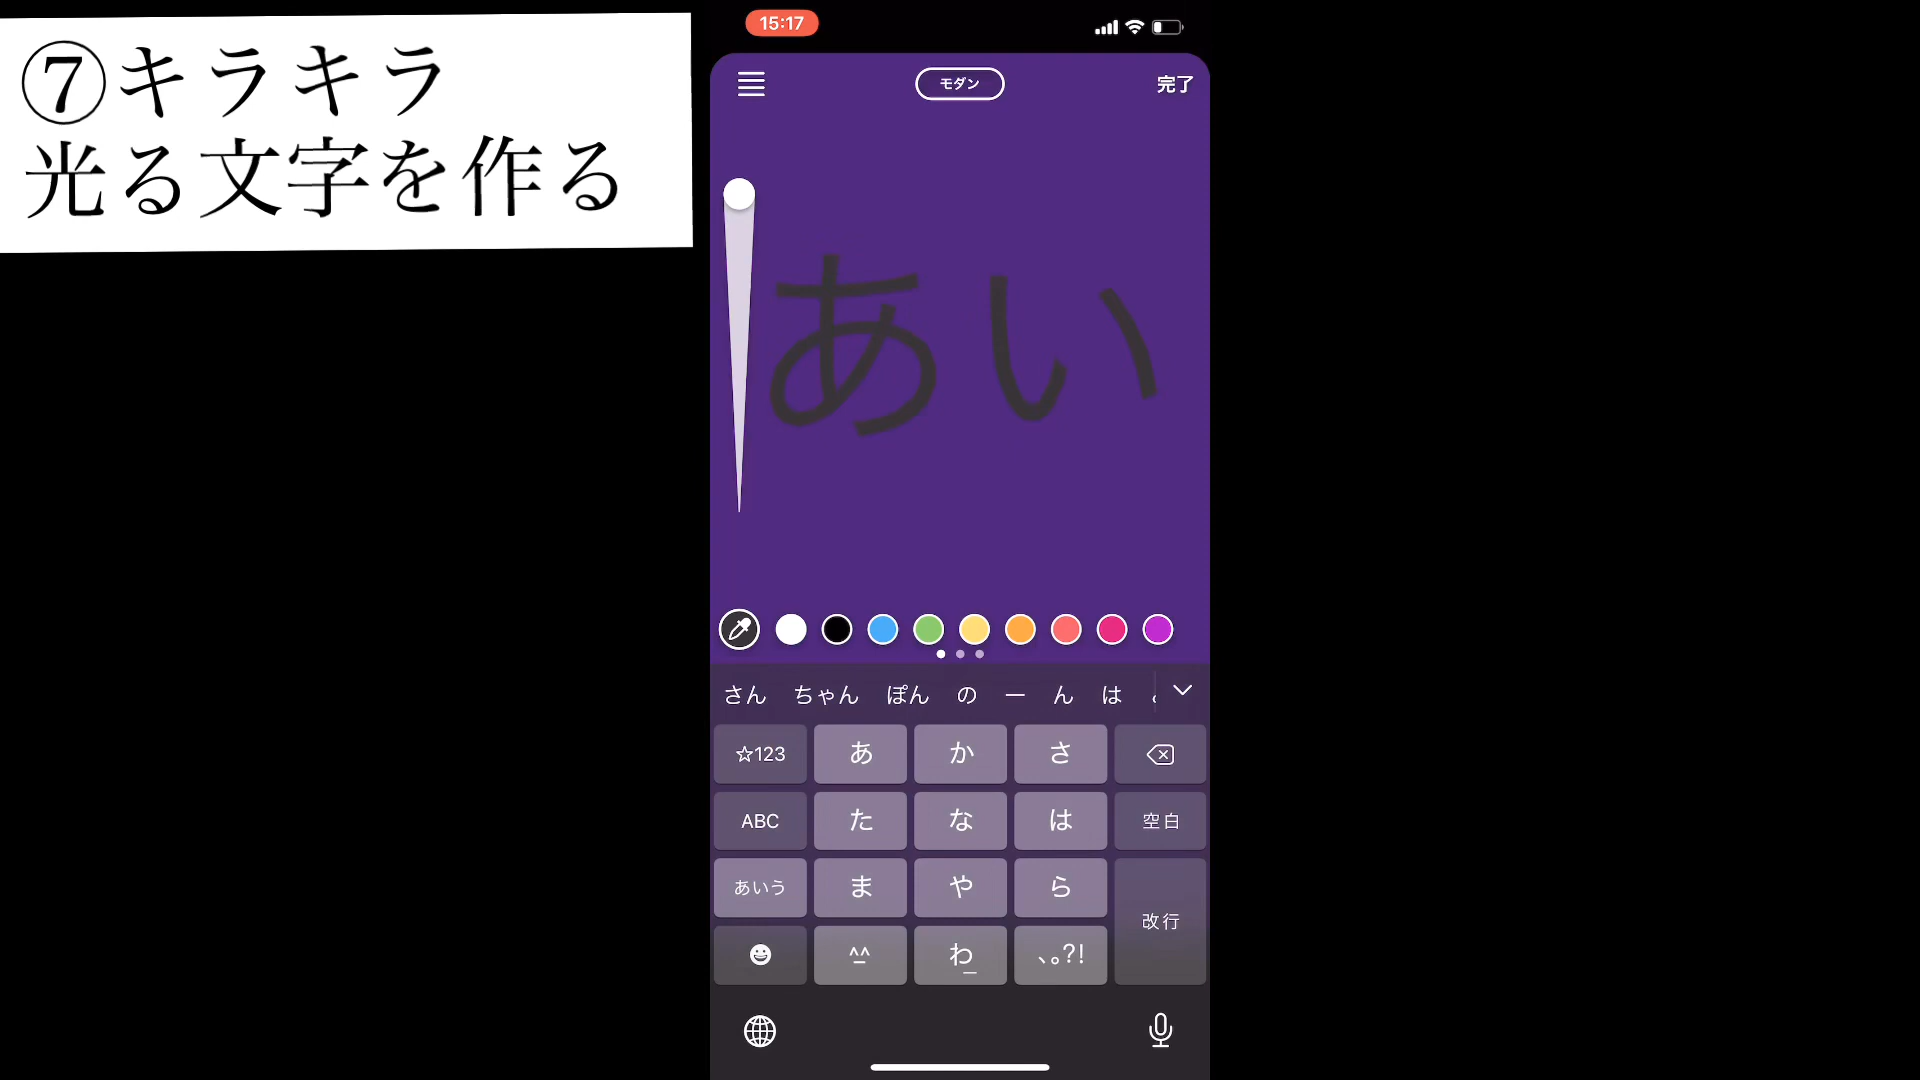 ⑦キラキラ
光る文字を作る
15:17
モダン
完了
あい
さん ちゃん ぽん の ー ん は
☆123 あ か さ
ABC た な は 空白
あいう ま や ら 改行
^^ わ 、。?!